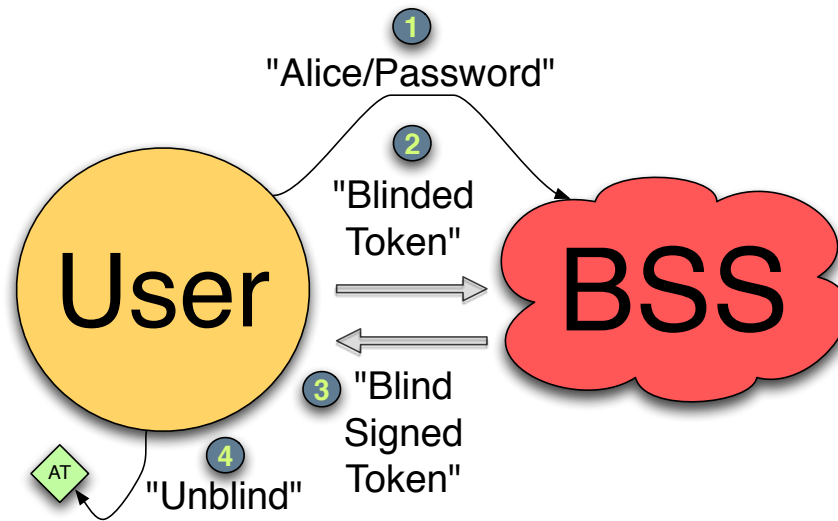 1
"Alice/Password"
2
"Blinded
Token"
User
BSS
3
"Blind
Signed
Token"
4
"Unblind"
AT